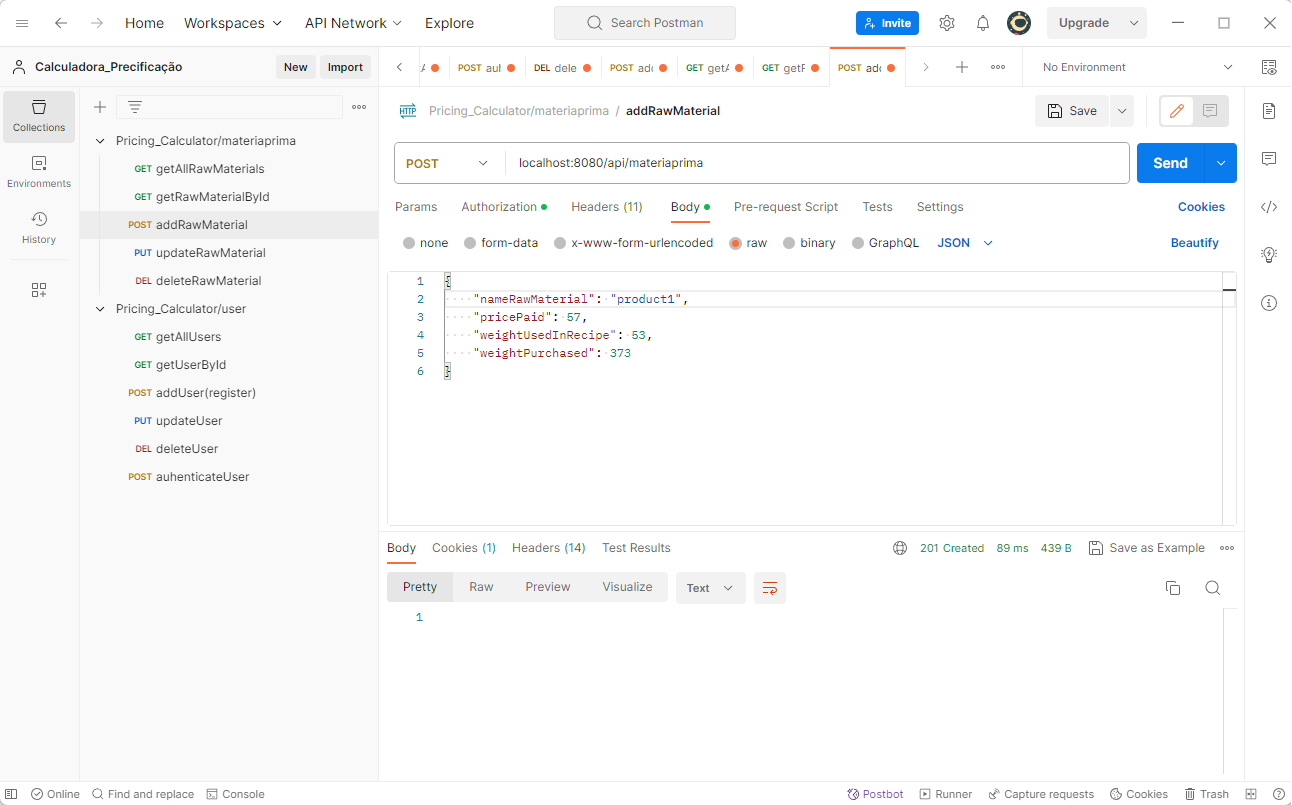 Home Workspaces API Network Explore Search Postman Invite Upgrade
Calculadora_Precificação New Import
POST DEL dele POST GET GET POST No Environment
Collections
Environments
History
Pricing_Calculator/materiaprima
GET getAllRawMaterials
GET getRawMaterialById
POST addRawMaterial
PUT updateRawMaterial
DEL deleteRawMaterial
Pricing_Calculator/user
GET getAllUsers
GET getUserById
POST addUser(register)
PUT updateUser
DEL deleteUser
POST auhenticateUser
HTTP Pricing_Calculator/materiaprima / addRawMaterial Save
POST localhost:8080/api/materiaprima Send
Params Authorization Headers (11) Body Pre-request Script Tests Settings Cookies
none form-data x-www-form-urlencoded raw binary GraphQL JSON Beautify
1 {
2 "nameRawMaterial": "product1",
3 "pricePaid": 57,
4 "weightUsedInRecipe": 53,
5 "weightPurchased": 373
6 }
Body Cookies (1) Headers (14) Test Results 201 Created 89 ms 439 B Save as Example
Pretty Raw Preview Visualize Text
1
Online Find and replace Console Postbot Runner Capture requests Cookies Trash